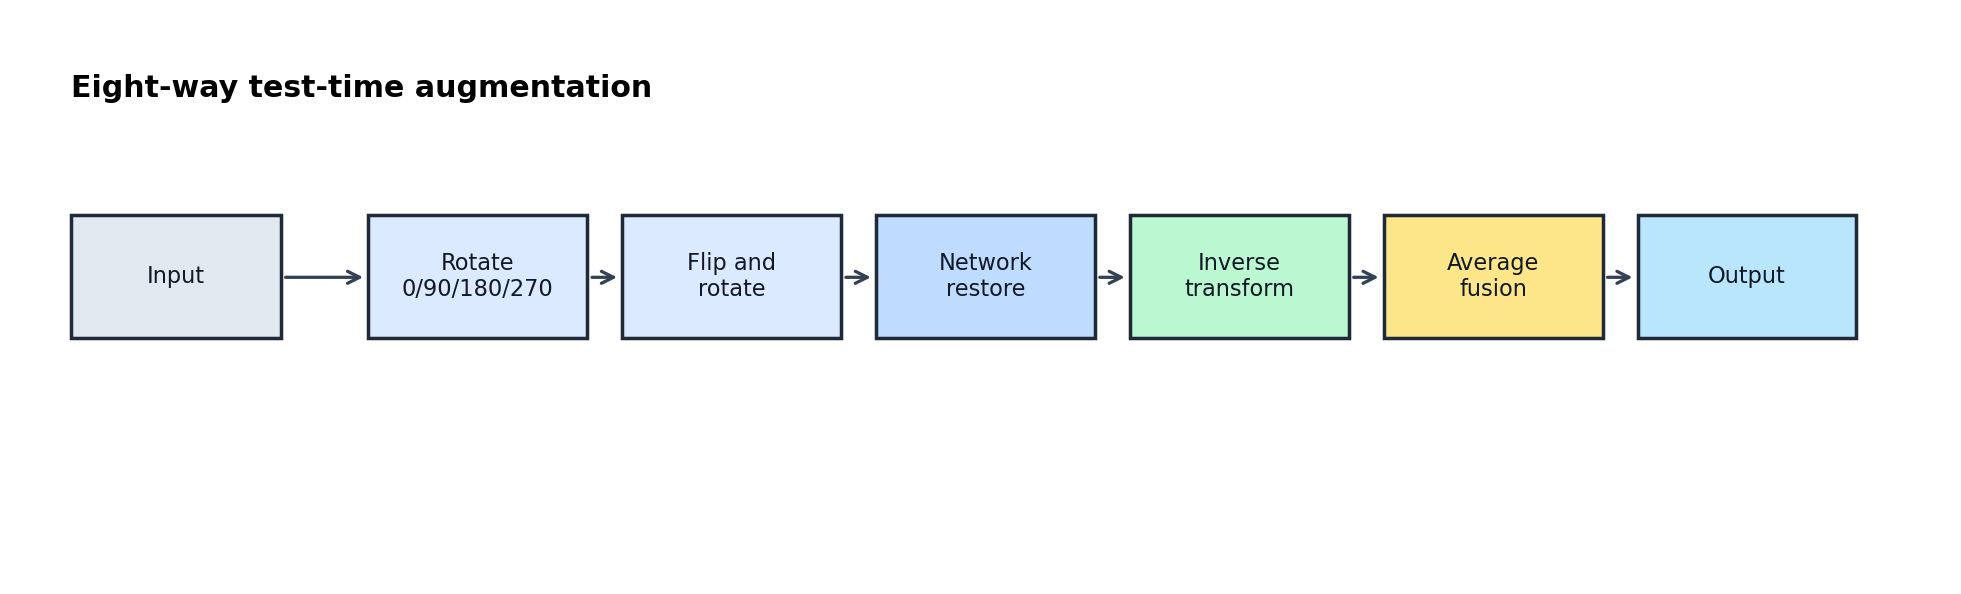 Eight-way test-time augmentation
Input
Rotate
0/90/180/270
Flip and
rotate
Network
restore
Inverse
transform
Average
fusion
Output